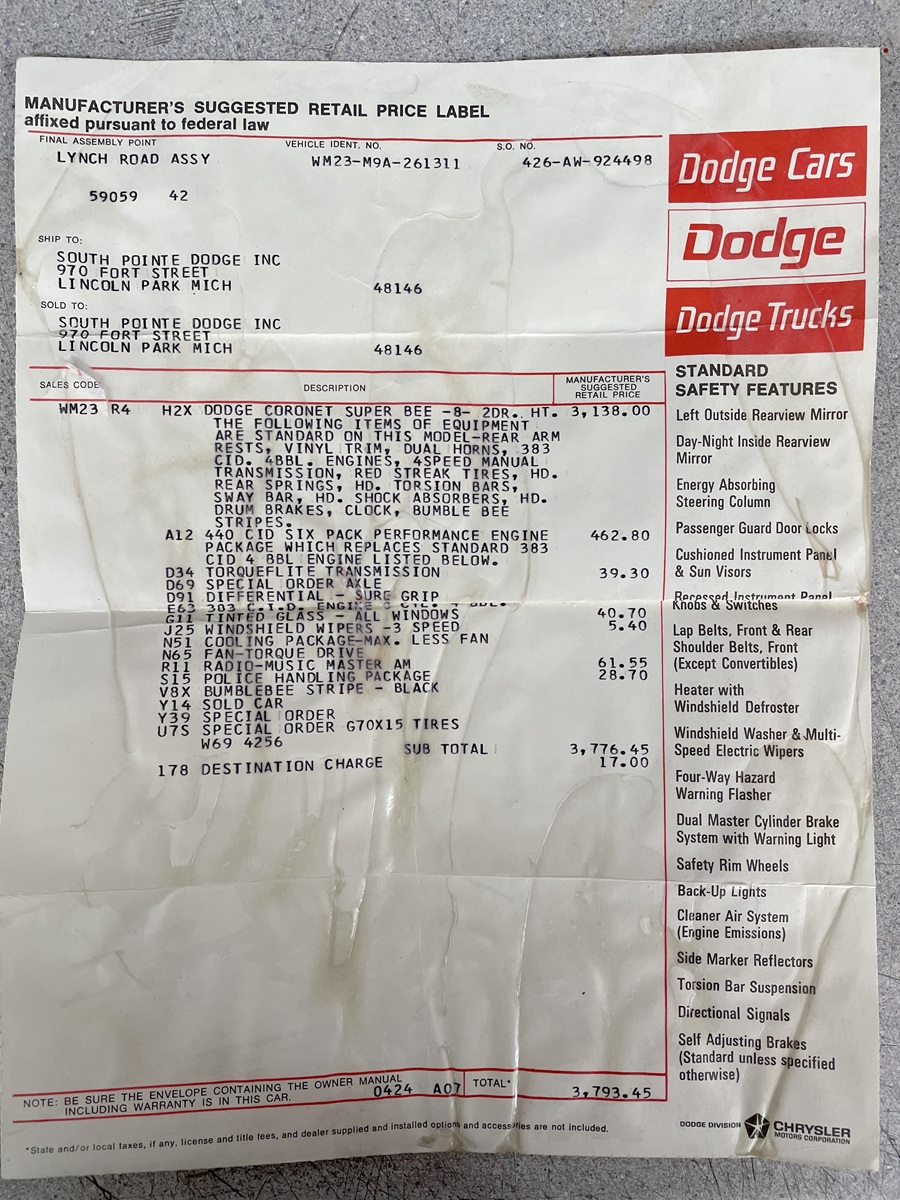 MANUFACTURER'S SUGGESTED RETAIL PRICE LABEL
affixed pursuant to federal law
FINAL ASSEMBLY POINT VEHICLE IDENT. NO. S.O. NO.
LYNCH ROAD ASSY WM23-M9A-261311 426-AW-924498
59059 42
SHIP TO:
SOUTH POINTE DODGE INC
970 FORT STREET
LINCOLN PARK MICH 48146
SOLD TO:
SOUTH POINTE DODGE INC
970 FORT STREET
LINCOLN PARK MICH 48146
SALES CODE DESCRIPTION MANUFACTURER'S
SUGGESTED
RETAIL PRICE
WM23 R4 H2X DODGE CORONET SUPER BEE -8- 2DR. HT. 3,138.00
THE FOLLOWING ITEMS OF EQUIPMENT
ARE STANDARD ON THIS MODEL-REAR ARM
RESTS, VINYL TRIM, DUAL HORNS, 383
CID. 4BBL. ENGINES, 4SPEED MANUAL
TRANSMISSION, RED STREAK TIRES, HD.
REAR SPRINGS, HD. TORSION BARS,
SWAY BAR, HD. SHOCK ABSORBERS, HD.
DRUM BRAKES, CLOCK, BUMBLE BEE
STRIPES.
A12 440 CID SIX PACK PERFORMANCE ENGINE 462.80
PACKAGE WHICH REPLACES STANDARD 383
CID 4 BBL ENGINE LISTED BELOW.
D34 TORQUEFLITE TRANSMISSION 39.30
D69 SPECIAL ORDER AXLE
D91 DIFFERENTIAL - SURE GRIP
E63 383 C.I.D. ENGINE
G11 TINTED GLASS - ALL WINDOWS 40.70
J25 WINDSHIELD WIPERS -3 SPEED 5.40
N51 COOLING PACKAGE-MAX. LESS FAN
N65 FAN-TORQUE DRIVE
R11 RADIO-MUSIC MASTER AM 61.55
S15 POLICE HANDLING PACKAGE 28.70
V8X BUMBLEBEE STRIPE - BLACK
Y14 SOLD CAR
Y39 SPECIAL ORDER
U7S SPECIAL ORDER G70X15 TIRES
W69 4256
SUB TOTAL 3,776.45
178 DESTINATION CHARGE 17.00
NOTE: BE SURE THE ENVELOPE CONTAINING THE OWNER MANUAL
INCLUDING WARRANTY IS IN THIS CAR.
0424 A07 TOTAL* 3,793.45
*State and/or local taxes, if any, license and title fees, and dealer supplied and installed options and accessories are not included.
Dodge Cars
Dodge
Dodge Trucks
STANDARD
SAFETY FEATURES
Left Outside Rearview Mirror
Day-Night Inside Rearview
Mirror
Energy Absorbing
Steering Column
Passenger Guard Door Locks
Cushioned Instrument Panel
& Sun Visors
Recessed Instrument Panel
Knobs & Switches
Lap Belts, Front & Rear
Shoulder Belts, Front
(Except Convertibles)
Heater with
Windshield Defroster
Windshield Washer & Multi-
Speed Electric Wipers
Four-Way Hazard
Warning Flasher
Dual Master Cylinder Brake
System with Warning Light
Safety Rim Wheels
Back-Up Lights
Cleaner Air System
(Engine Emissions)
Side Marker Reflectors
Torsion Bar Suspension
Directional Signals
Self Adjusting Brakes
(Standard unless specified
otherwise)
DODGE DIVISION CHRYSLER
MOTORS CORPORATION